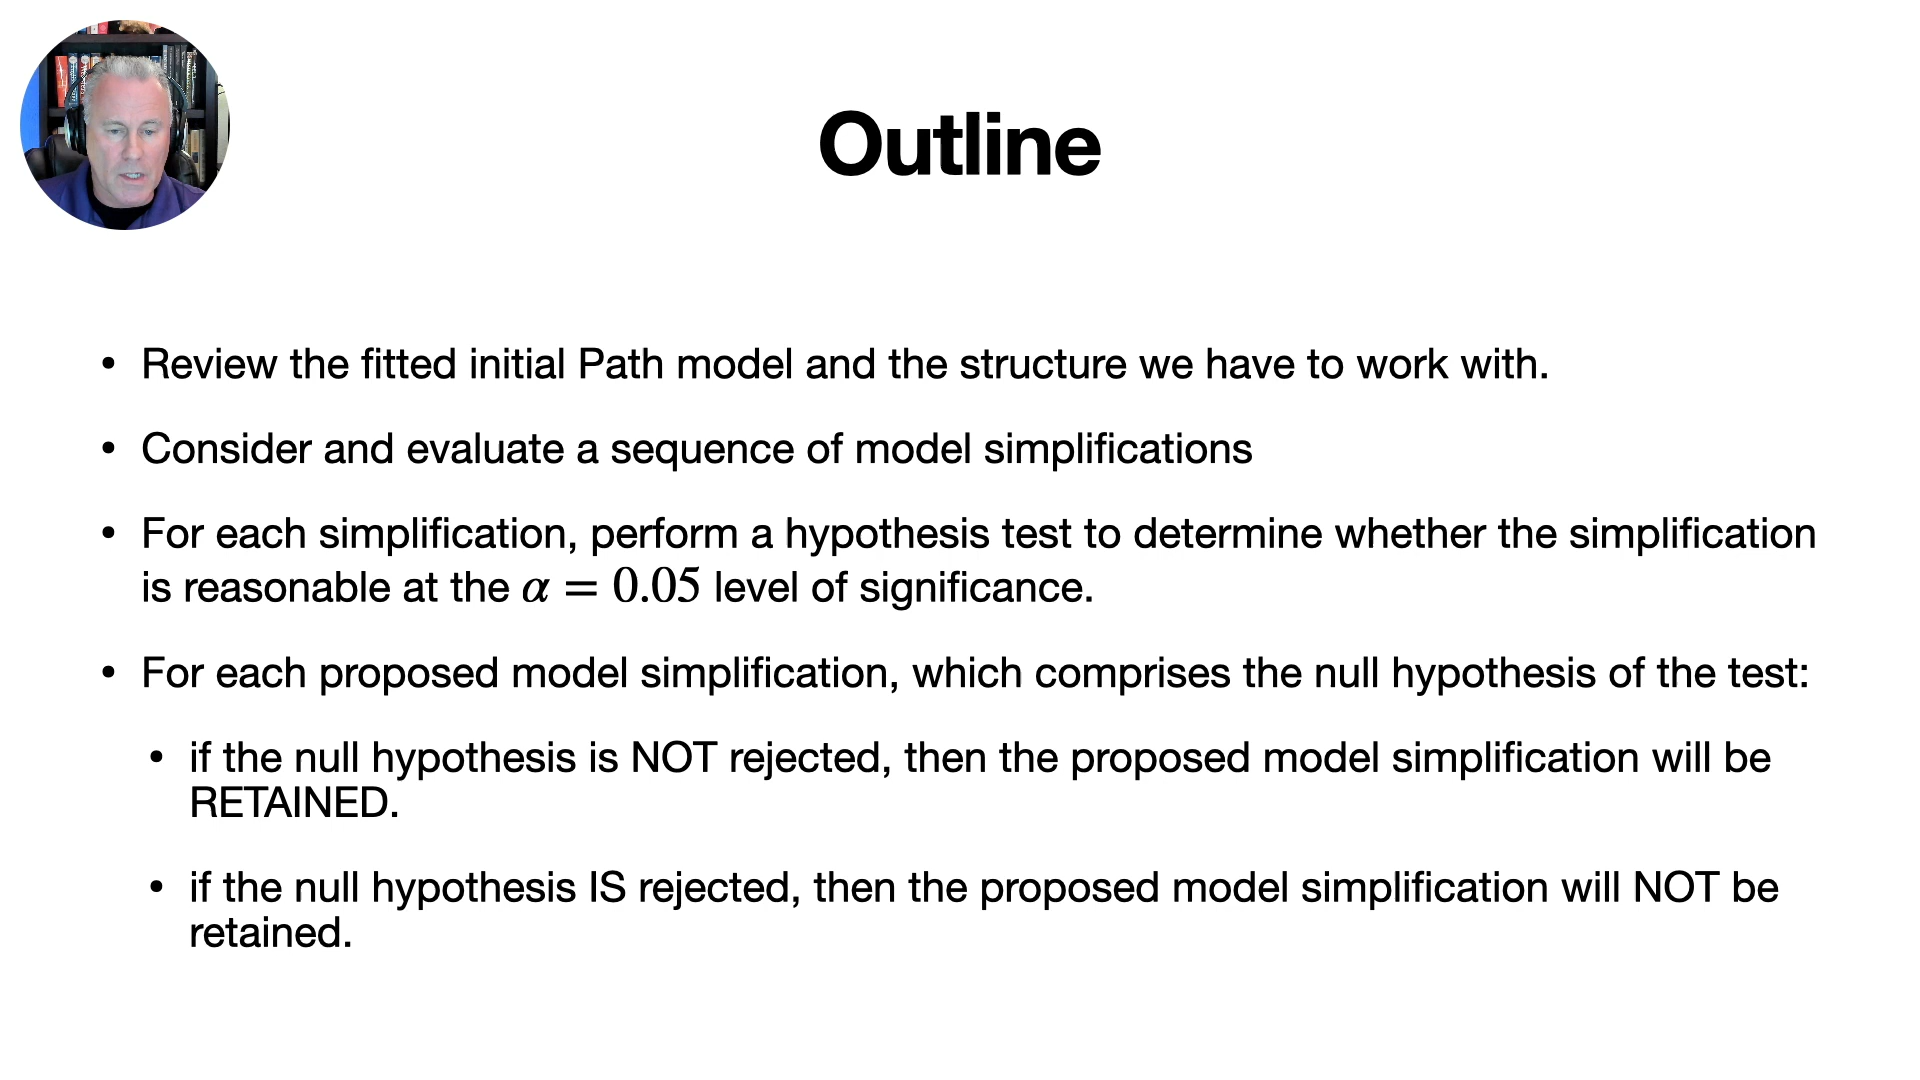 Outline
• Review the fitted initial Path model and the structure we have to work with.
• Consider and evaluate a sequence of model simplifications
• For each simplification, perform a hypothesis test to determine whether the simplification
is reasonable at the α = 0.05 level of significance.
• For each proposed model simplification, which comprises the null hypothesis of the test:
• if the null hypothesis is NOT rejected, then the proposed model simplification will be
RETAINED.
• if the null hypothesis IS rejected, then the proposed model simplification will NOT be
retained.